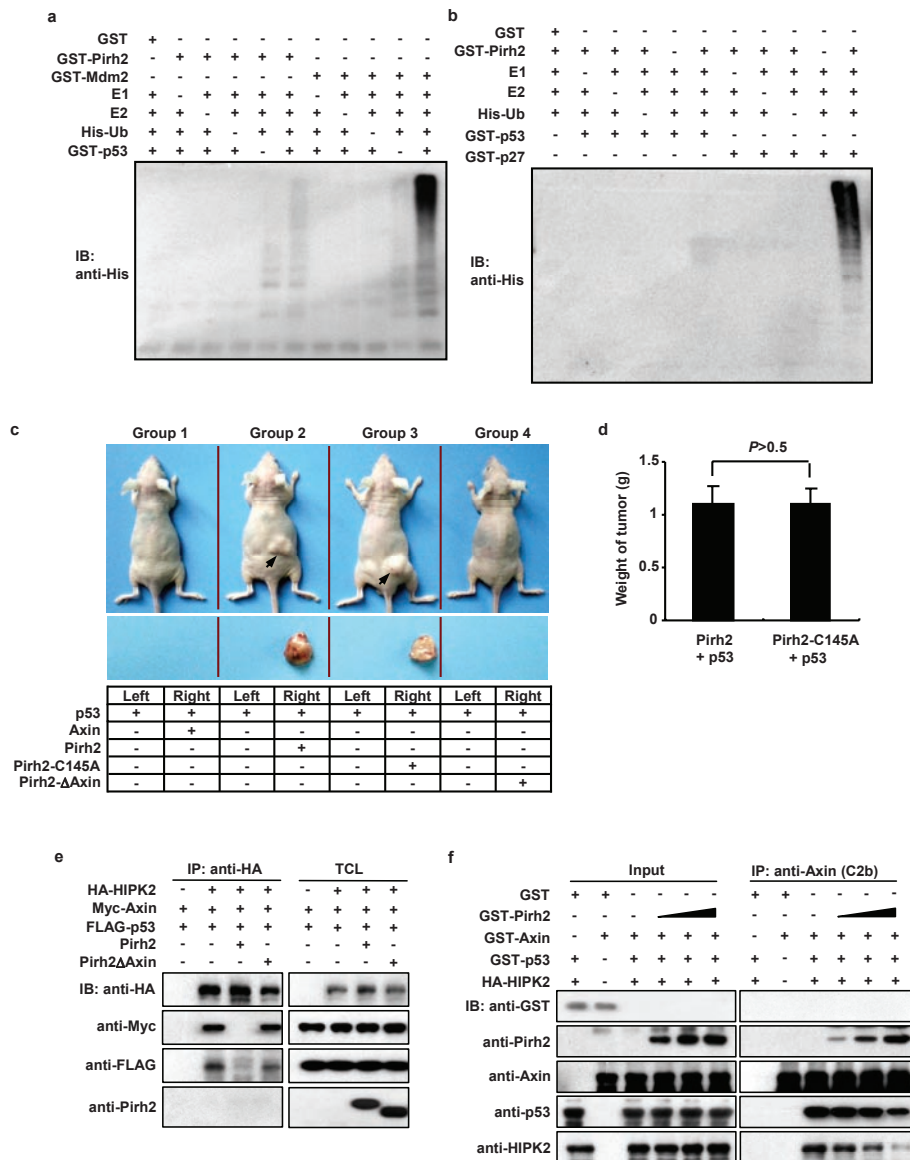 a
GST + - - - - - - - - - -
GST-Pirh2 - + + + + + - - - - -
GST-Mdm2 - - - - - - + + + + +
E1 + - + + + + - + + + +
E2 + + - + + + + - + + +
His-Ub + + + - + + + + - + +
GST-p53 + + + + - + + + + - +
IB:
anti-His
b
GST + - - - - - - - - - -
GST-Pirh2 + + + + - + + + + - +
E1 + - + + + + - + + + +
E2 + + - + + + + - + + +
His-Ub + + + - + + + + - + +
GST-p53 - + + + + + - - - - -
GST-p27 - - - - - - + + + + +
IB:
anti-His
c
Group 1 Group 2 Group 3 Group 4
Left Right Left Right Left Right Left Right
p53 + + + + + + + +
Axin - + - - - - - -
Pirh2 - - - + - - - -
Pirh2-C145A - - - - - + - -
Pirh2-ΔAxin - - - - - - - +
d
P>0.5
Weight of tumor (g)
1.5
1
0.5
0
Pirh2
+ p53
Pirh2-C145A
+ p53
e
IP: anti-HA TCL
HA-HIPK2 - + + + - + + +
Myc-Axin + + + + + + + +
FLAG-p53 + + + + + + + +
Pirh2 - - + - - - + -
Pirh2ΔAxin - - - + - - - +
IB: anti-HA
anti-Myc
anti-FLAG
anti-Pirh2
f
Input IP: anti-Axin (C2b)
GST + + - - - - + + - - - -
GST-Pirh2 - - - - - -
GST-Axin - + + + + + - + + + + +
GST-p53 + - + + + + + - + + + +
HA-HIPK2 + - + + + + + - + + + +
IB: anti-GST
anti-Pirh2
anti-Axin
anti-p53
anti-HIPK2